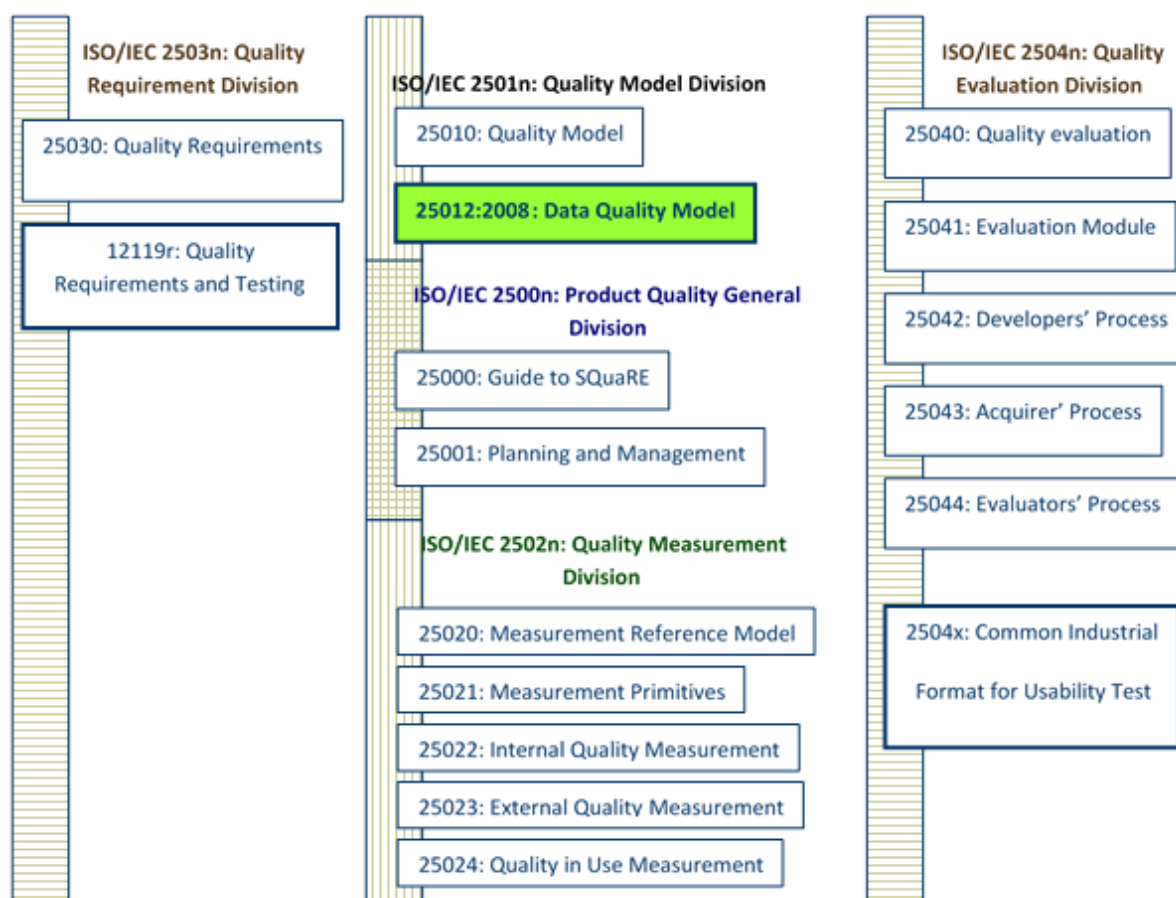 ISO/IEC 2503n: Quality
Requirement Division
25030: Quality Requirements
12119r: Quality
Requirements and Testing
ISO/IEC 2501n: Quality Model Division
25010: Quality Model
25012:2008 : Data Quality Model
ISO/IEC 2500n: Product Quality General
Division
25000: Guide to SQuaRE
25001: Planning and Management
ISO/IEC 2502n: Quality Measurement
Division
25020: Measurement Reference Model
25021: Measurement Primitives
25022: Internal Quality Measurement
25023: External Quality Measurement
25024: Quality in Use Measurement
ISO/IEC 2504n: Quality
Evaluation Division
25040: Quality evaluation
25041: Evaluation Module
25042: Developers’ Process
25043: Acquirer’ Process
25044: Evaluators’ Process
2504x: Common Industrial
Format for Usability Test